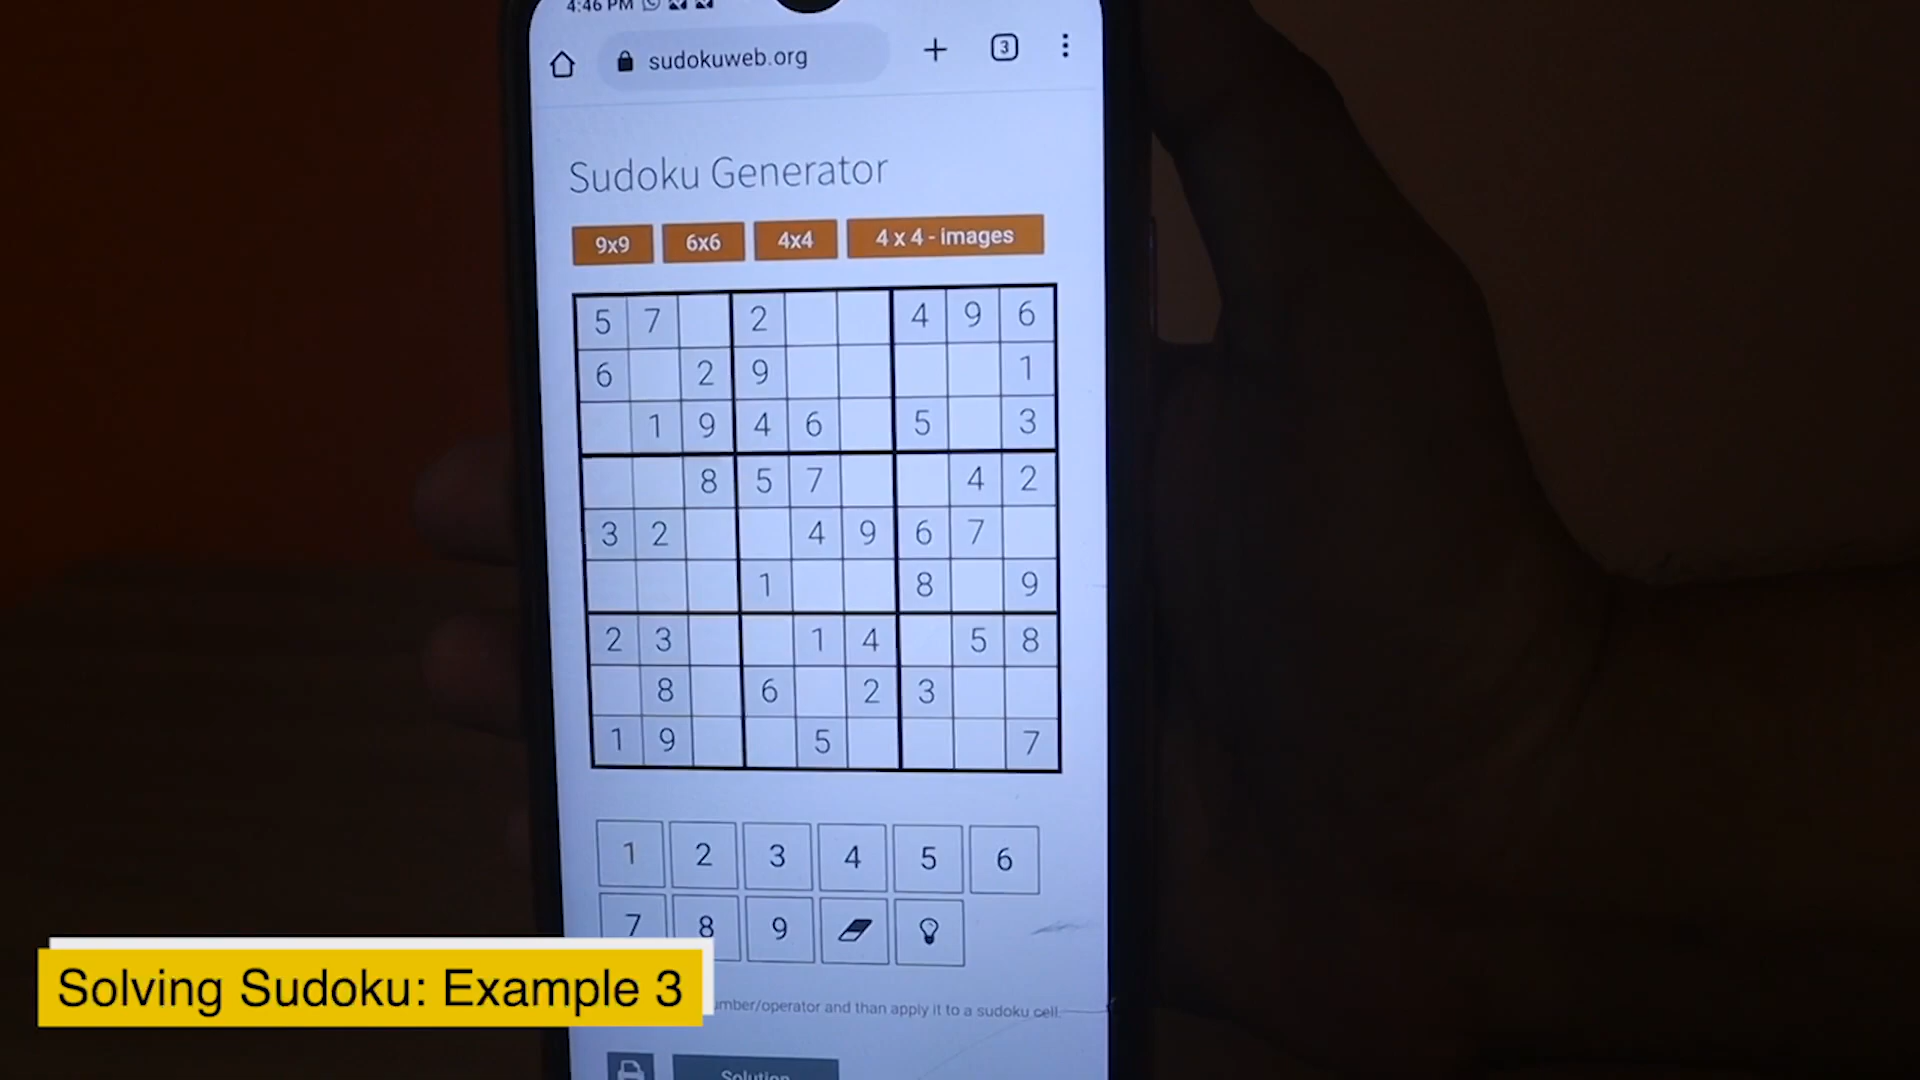 4:46 PM
sudokuweb.org
3
Sudoku Generator
9x9 6x6 4x4 4 x 4 - images
5 7 2 4 9 6
6 2 9 1
1 9 4 6 5 3
8 5 7 4 2
3 2 4 9 6 7
1 8 9
2 3 1 4 5 8
8 6 2 3
1 9 5 7
1 2 3 4 5 6
7 8 9
Solving Sudoku: Example 3
and than apply it to a sudoku cell.
Solution